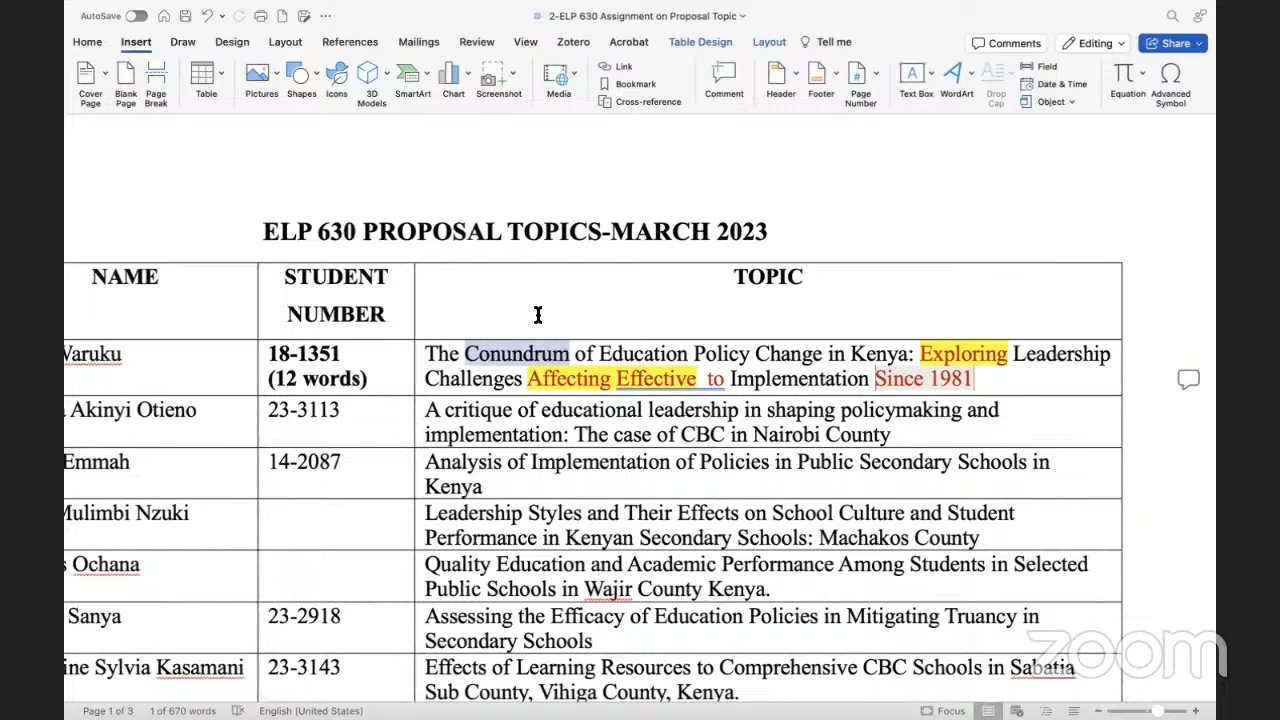 AutoSave
2-ELP 630 Assignment on Proposal Topic
Home Insert Draw Design Layout References Mailings Review View Zotero Acrobat Table Design Layout Tell me Comments Editing Share
Cover Page
Blank Page
Page Break
Table
Pictures
Shapes
Icons
3D Models
SmartArt
Chart
Screenshot
Media
Link
Bookmark
Cross-reference
Comment
Header
Footer
Page Number
Text Box
WordArt
Drop Cap
Field
Date & Time
Object
Equation
Advanced Symbol
ELP 630 PROPOSAL TOPICS-MARCH 2023
NAME
STUDENT NUMBER
TOPIC
Waruku
18-1351
(12 words)
The Conundrum of Education Policy Change in Kenya: Exploring Leadership
Challenges Affecting Effective to Implementation Since 1981
Akinyi Otieno
23-3113
A critique of educational leadership in shaping policymaking and
implementation: The case of CBC in Nairobi County
Emmah
14-2087
Analysis of Implementation of Policies in Public Secondary Schools in
Kenya
Mulimbi Nzuki
Leadership Styles and Their Effects on School Culture and Student
Performance in Kenyan Secondary Schools: Machakos County
s Ochana
Quality Education and Academic Performance Among Students in Selected
Public Schools in Wajir County Kenya.
Sanya
23-2918
Assessing the Efficacy of Education Policies in Mitigating Truancy in
Secondary Schools
ine Sylvia Kasamani
23-3143
Effects of Learning Resources to Comprehensive CBC Schools in Sabatia
Sub County, Vihiga County, Kenya.
zoom
Page 1 of 3 1 of 670 words English (United States) Focus